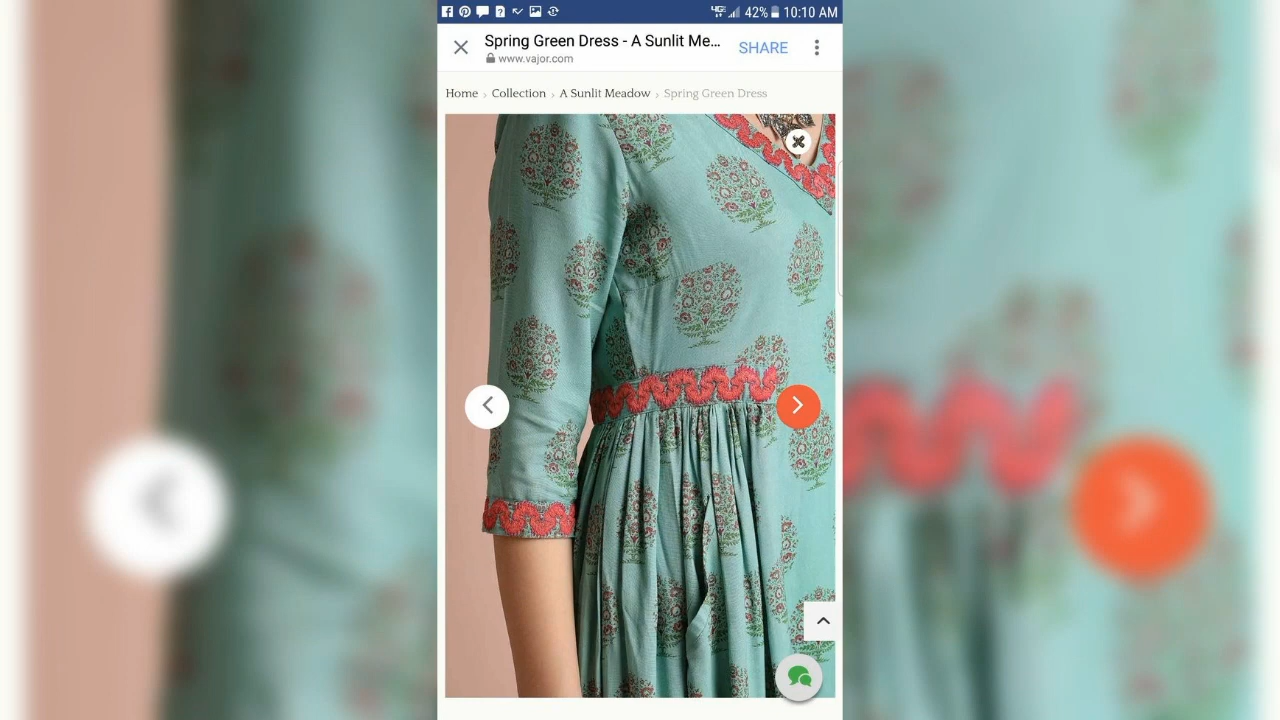 42% 10:10 AM
Spring Green Dress - A Sunlit Me...
www.vajor.com
SHARE
Home › Collection › A Sunlit Meadow › Spring Green Dress